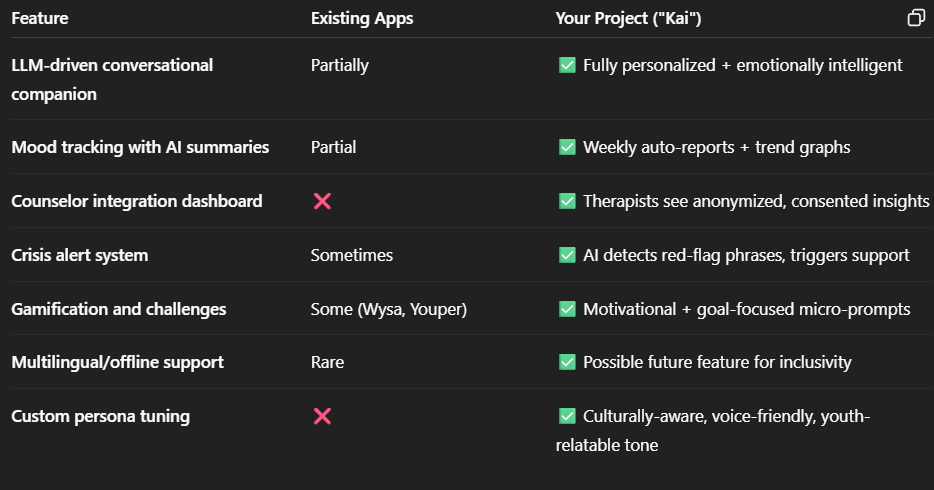 Feature Existing Apps Your Project ("Kai")
LLM-driven conversational Partially ✅ Fully personalized + emotionally intelligent
companion
Mood tracking with AI summaries Partial ✅ Weekly auto-reports + trend graphs
Counselor integration dashboard ❌ ✅ Therapists see anonymized, consented insights
Crisis alert system Sometimes ✅ AI detects red-flag phrases, triggers support
Gamification and challenges Some (Wysa, Youper) ✅ Motivational + goal-focused micro-prompts
Multilingual/offline support Rare ✅ Possible future feature for inclusivity
Custom persona tuning ❌ ✅ Culturally-aware, voice-friendly, youth-
relatable tone